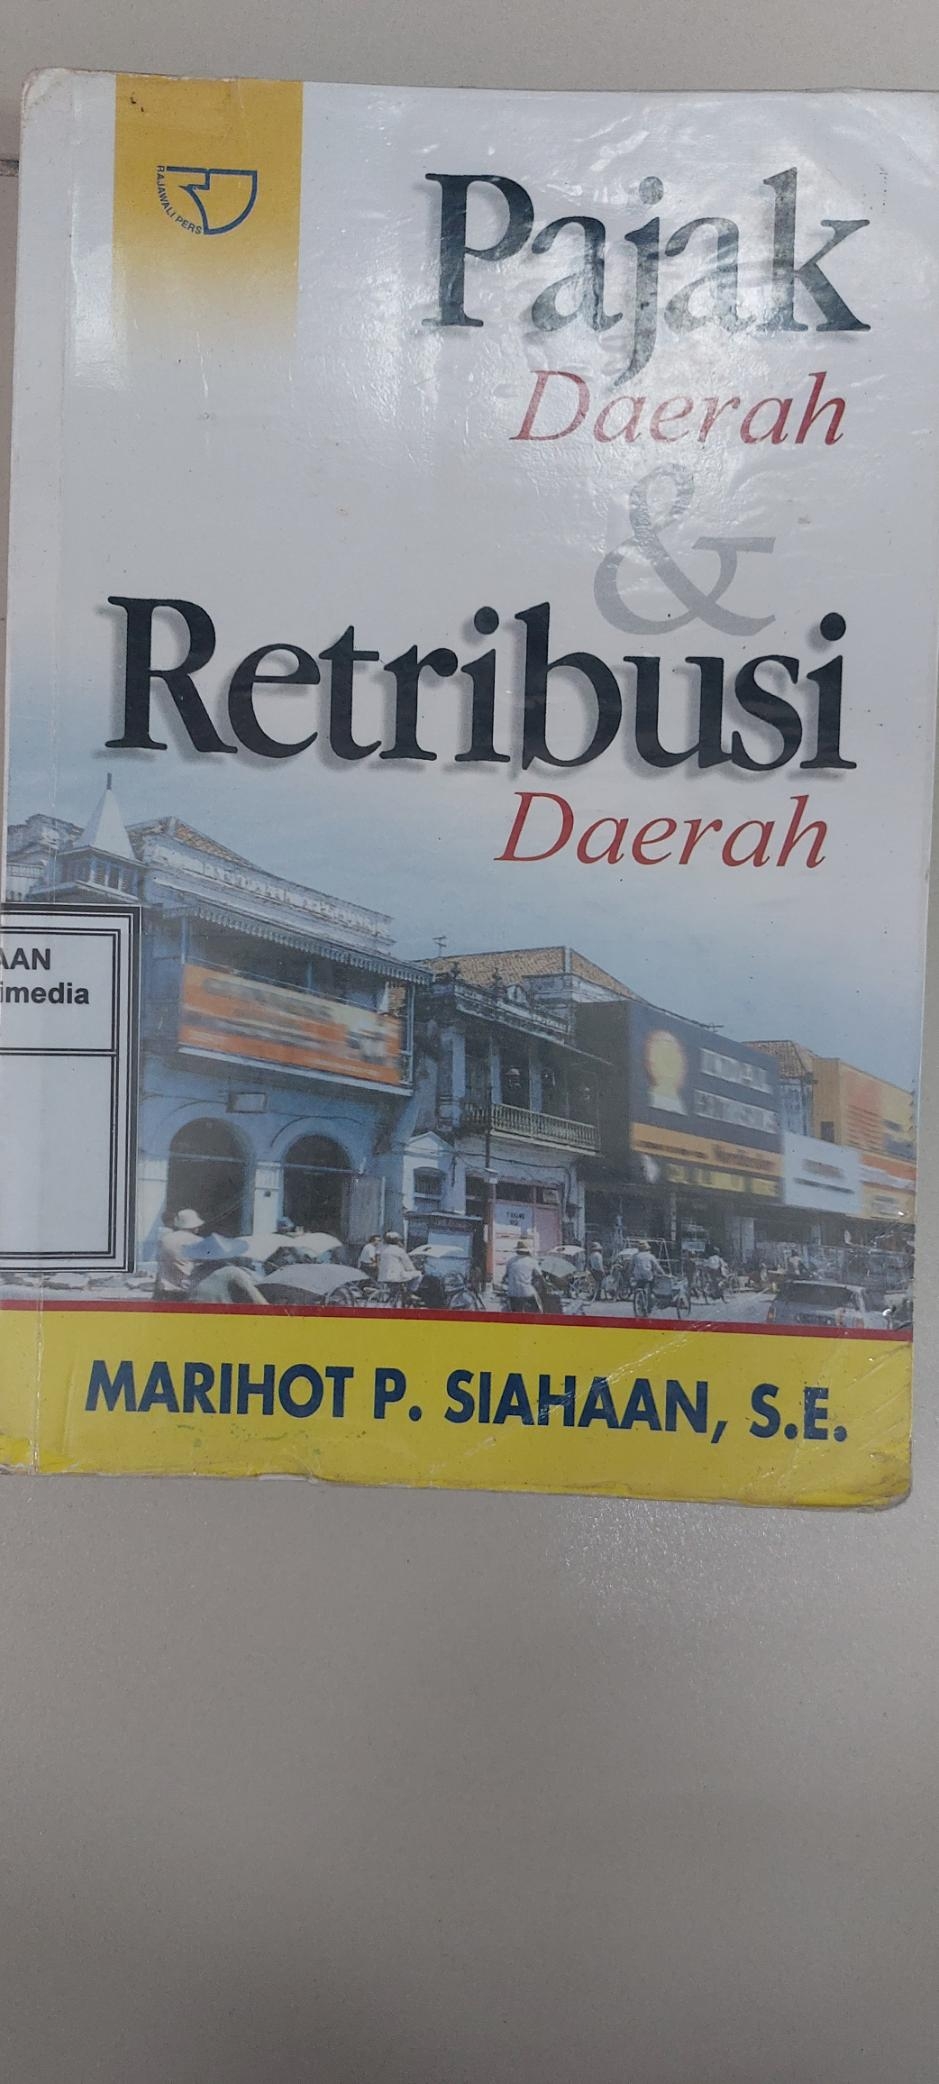 RAJAWALI PERS
Pajak
Daerah
&
Retribusi
Daerah
AAN
imedia
MARIHOT P. SIAHAAN, S.E.